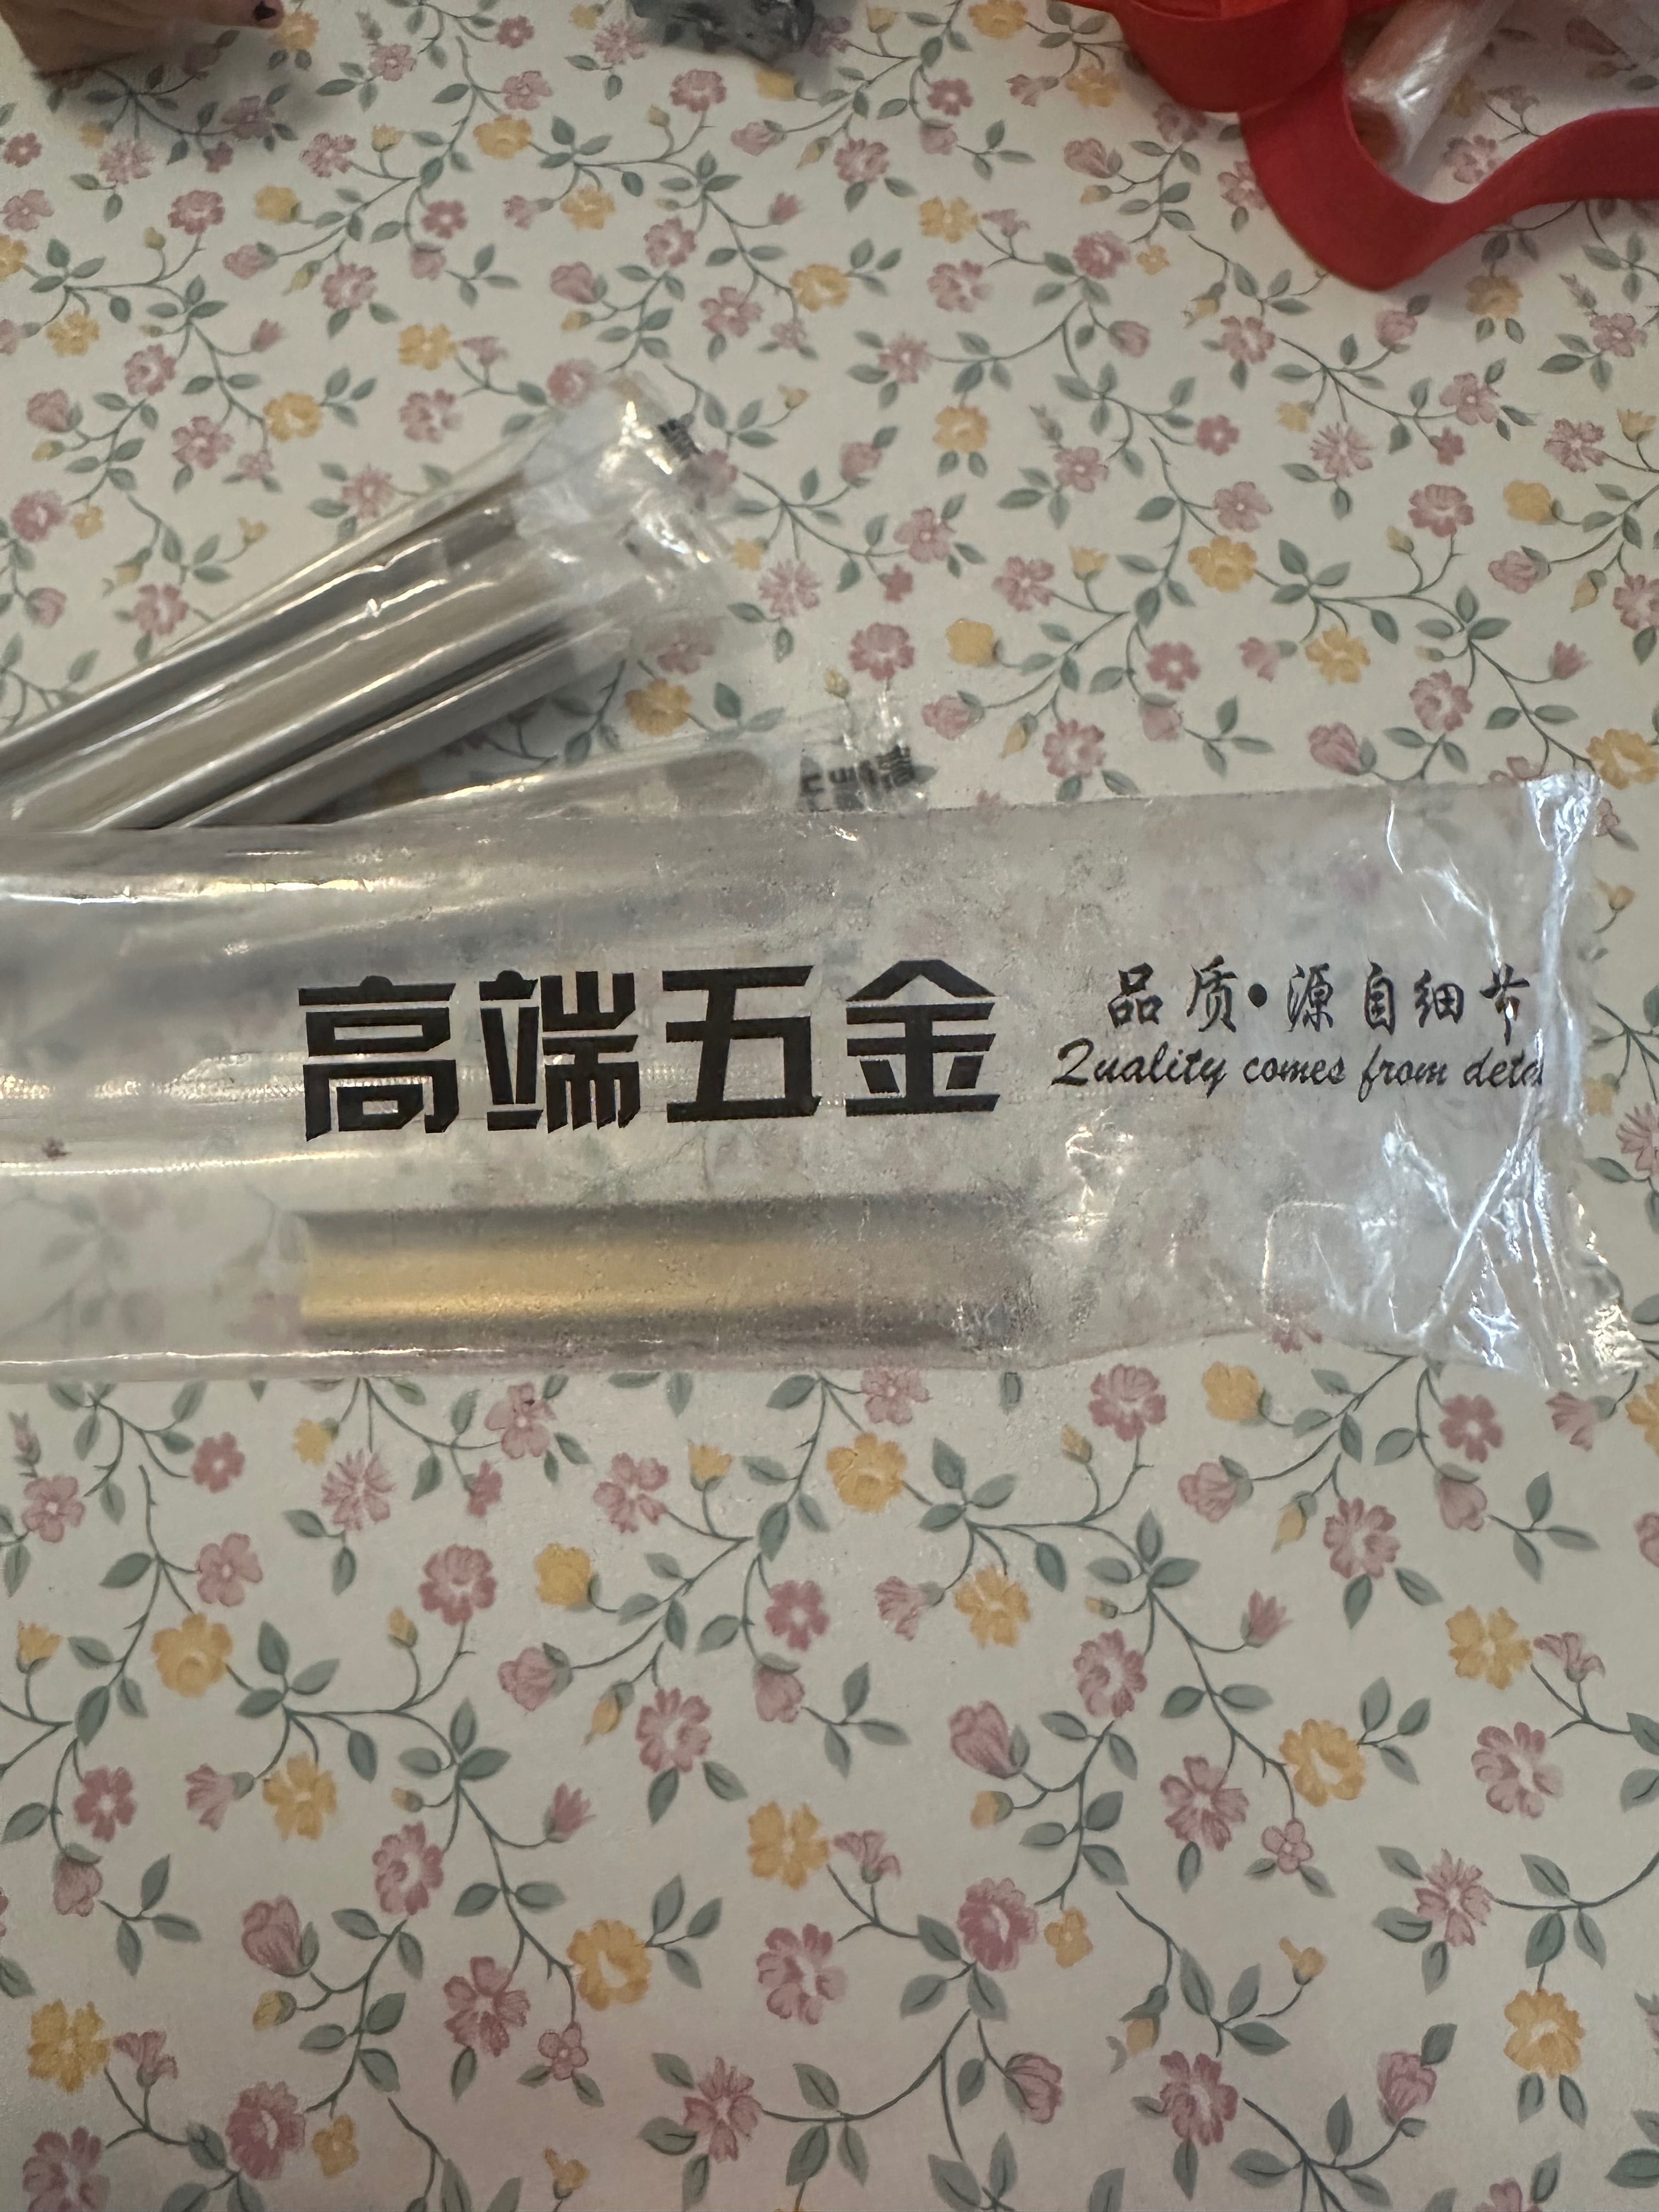 高端五金
品质·源自细节
Quality comes from